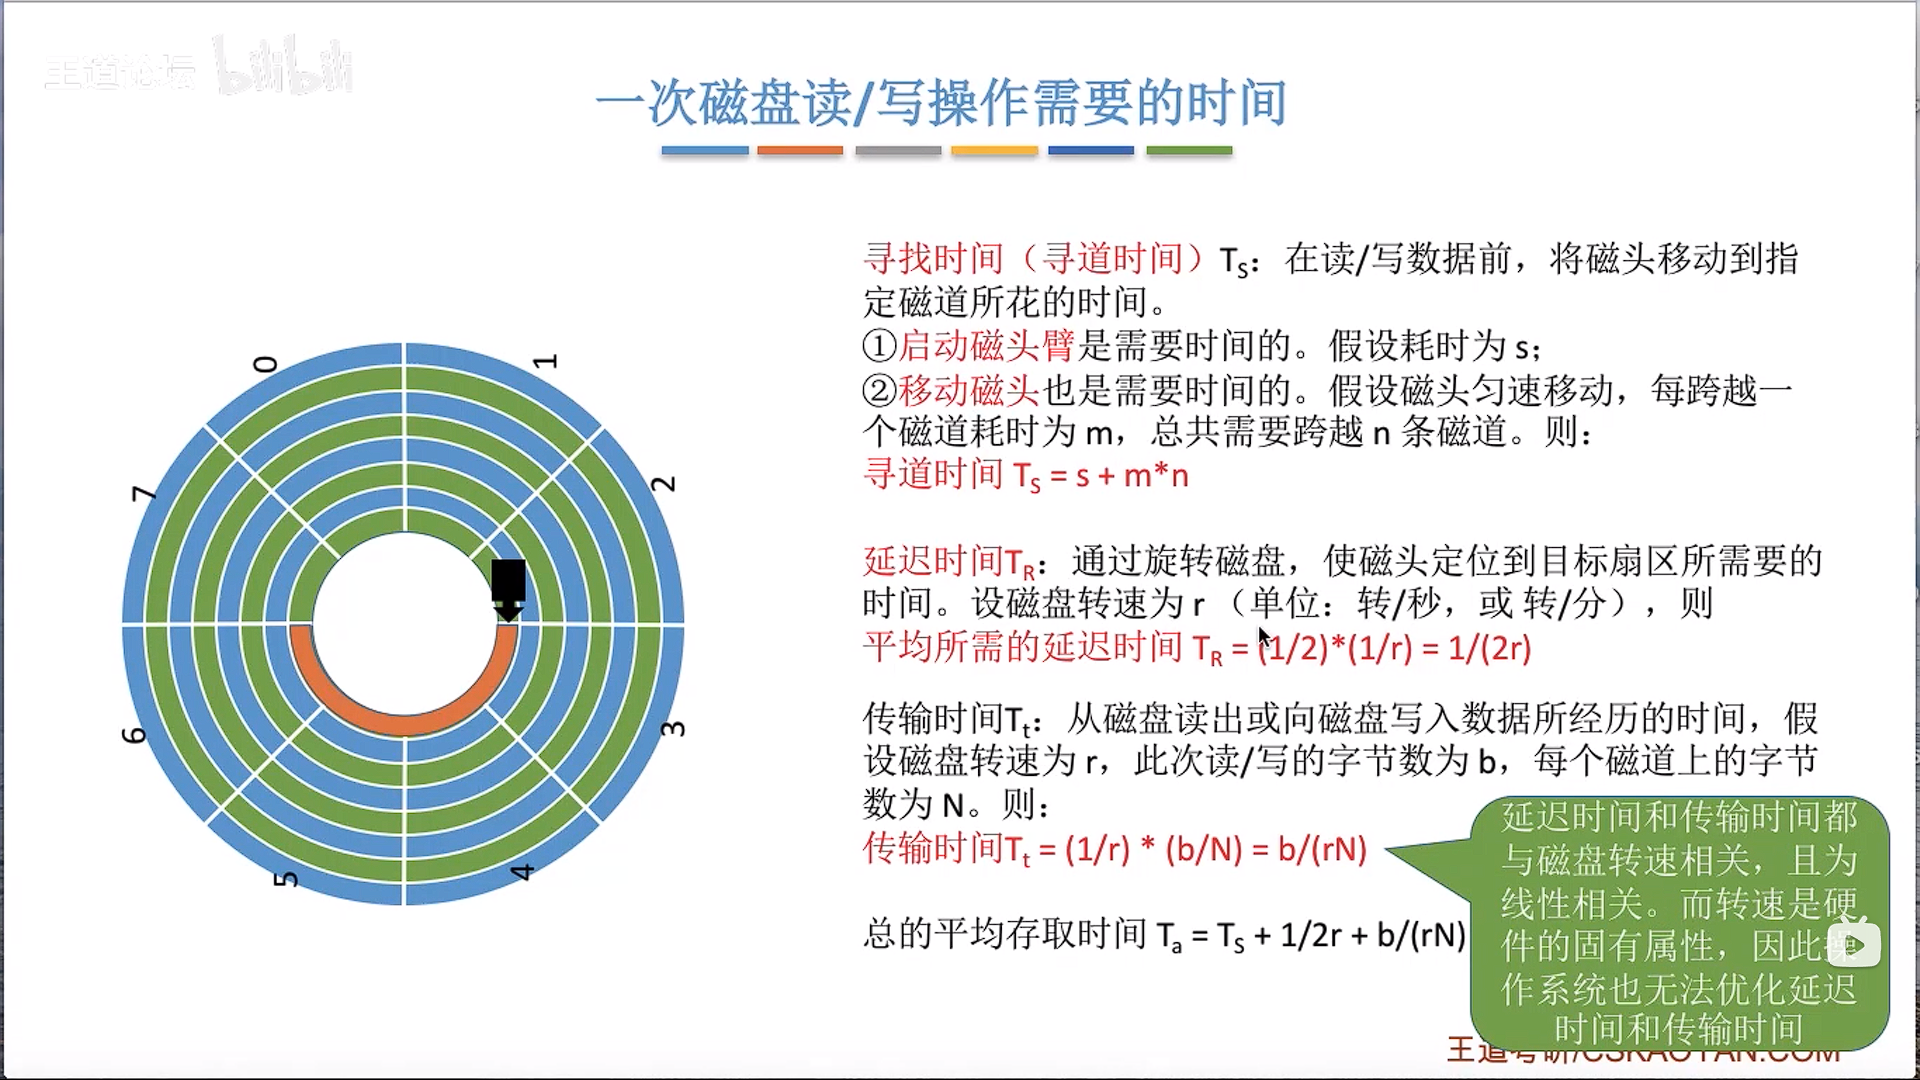 王道论坛 bilibili
一次磁盘读/写操作需要的时间
寻找时间（寻道时间）TS：在读/写数据前，将磁头移动到指
定磁道所花的时间。
①启动磁头臂是需要时间的。假设耗时为 s；
②移动磁头也是需要时间的。假设磁头匀速移动，每跨越一
个磁道耗时为 m，总共需要跨越 n 条磁道。则：
寻道时间 TS = s + m*n
延迟时间TR：通过旋转磁盘，使磁头定位到目标扇区所需要的
时间。设磁盘转速为 r （单位：转/秒，或 转/分），则
平均所需的延迟时间 TR = (1/2)*(1/r) = 1/(2r)
传输时间Tt：从磁盘读出或向磁盘写入数据所经历的时间，假
设磁盘转速为 r，此次读/写的字节数为 b，每个磁道上的字节
数为 N。则：
传输时间Tt = (1/r) * (b/N) = b/(rN)
总的平均存取时间 Ta = TS + 1/2r + b/(rN)
延迟时间和传输时间都
与磁盘转速相关，且为
线性相关。而转速是硬
件的固有属性，因此操
作系统也无法优化延迟
时间和传输时间
王道考研/CSKAOYAN.COM
0
1
2
3
4
5
6
7